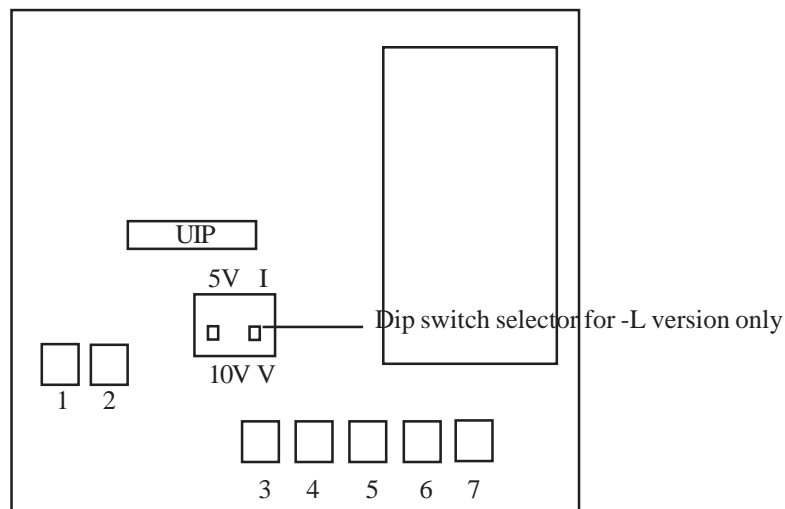 UIP
5V I
Dip switch selector for -L version only
10V V
1 2
3 4 5 6 7